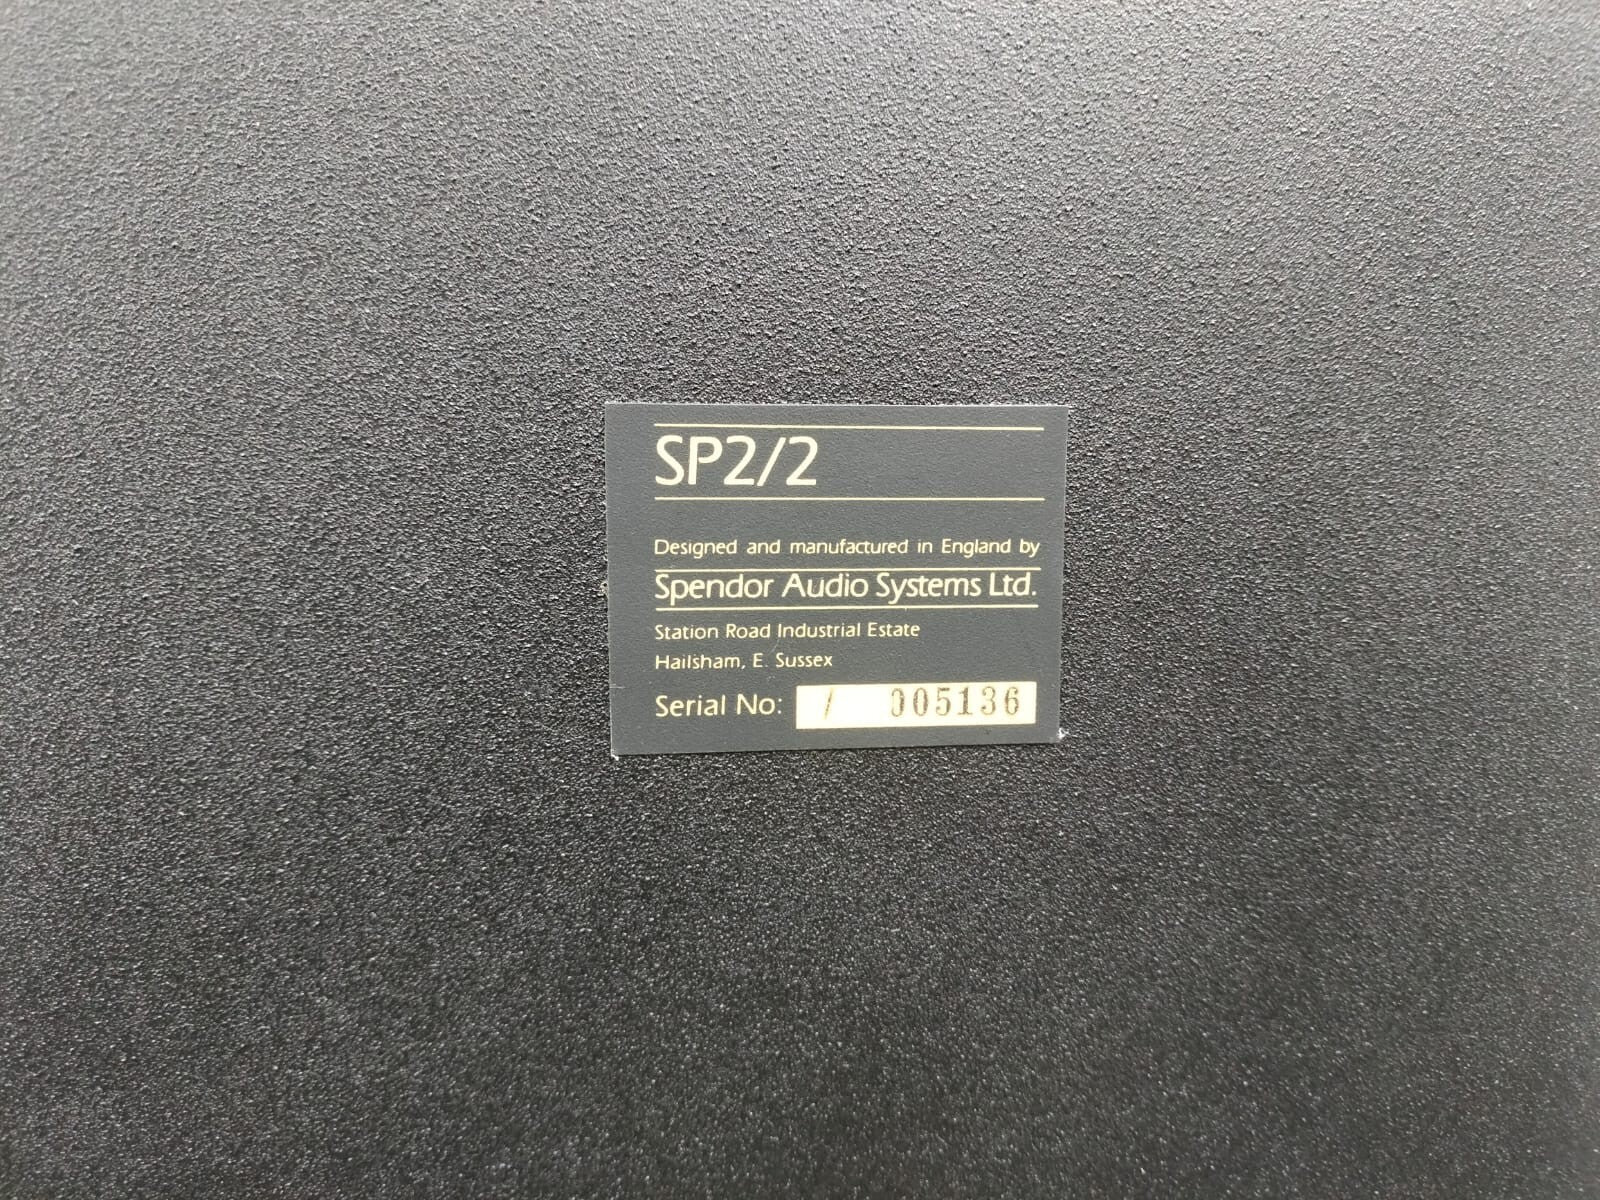 SP2/2
Designed and manufactured in England by
Spendor Audio Systems Ltd.
Station Road Industrial Estate
Hailsham, E. Sussex
Serial No: / 005136